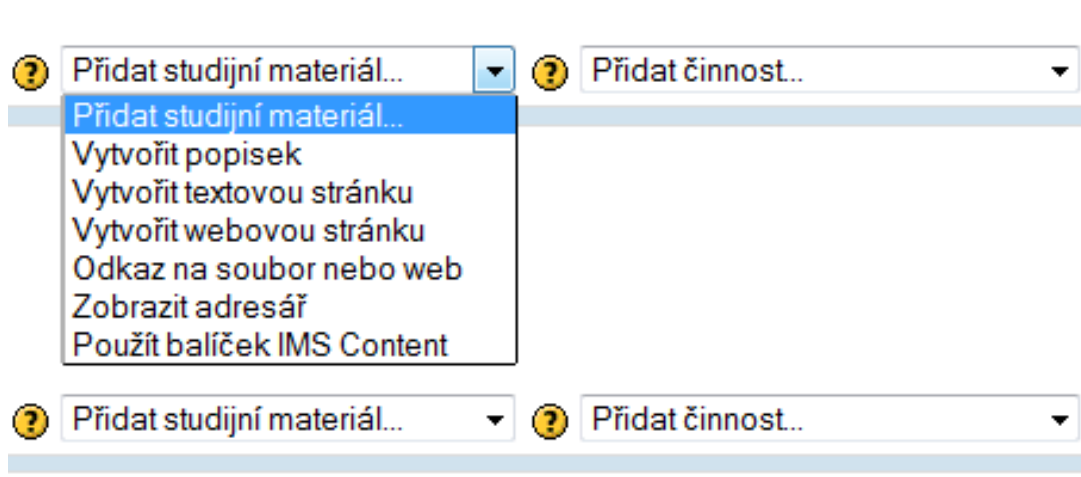 ? Přidat studijní materiál... ? Přidat činnost...
Přidat studijní materiál...
Vytvořit popisek
Vytvořit textovou stránku
Vytvořit webovou stránku
Odkaz na soubor nebo web
Zobrazit adresář
Použít balíček IMS Content
? Přidat studijní materiál... ? Přidat činnost...